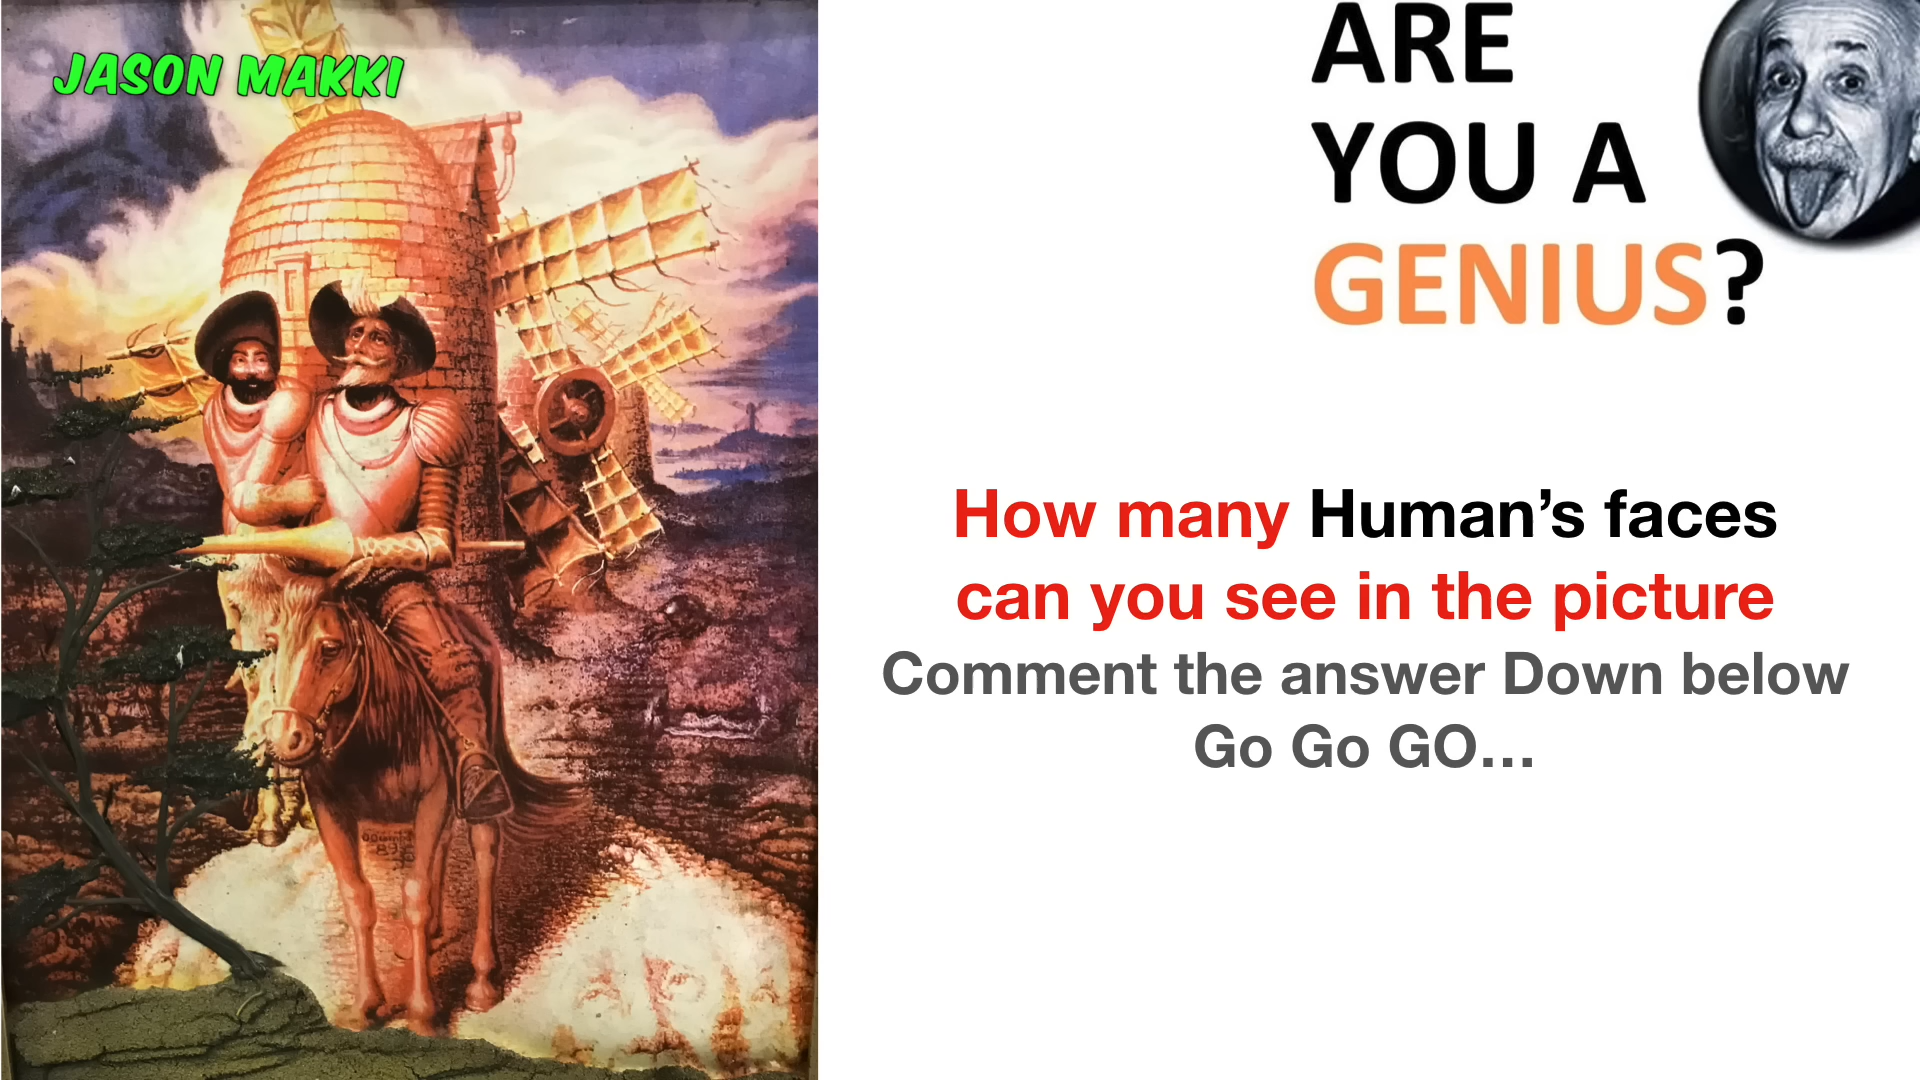 JASON MAKKI
ARE
YOU A
GENIUS?
How many Human’s faces
can you see in the picture
Comment the answer Down below
Go Go GO...